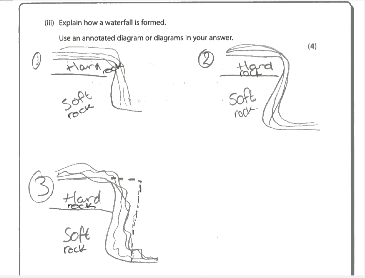 (iii) Explain how a waterfall is formed.
Use an annotated diagram or diagrams in your answer.
(4)
1
Hard
rock
Soft
rock
2
Hard
rock
Soft
rock
3
Hard
rock
Soft
rock